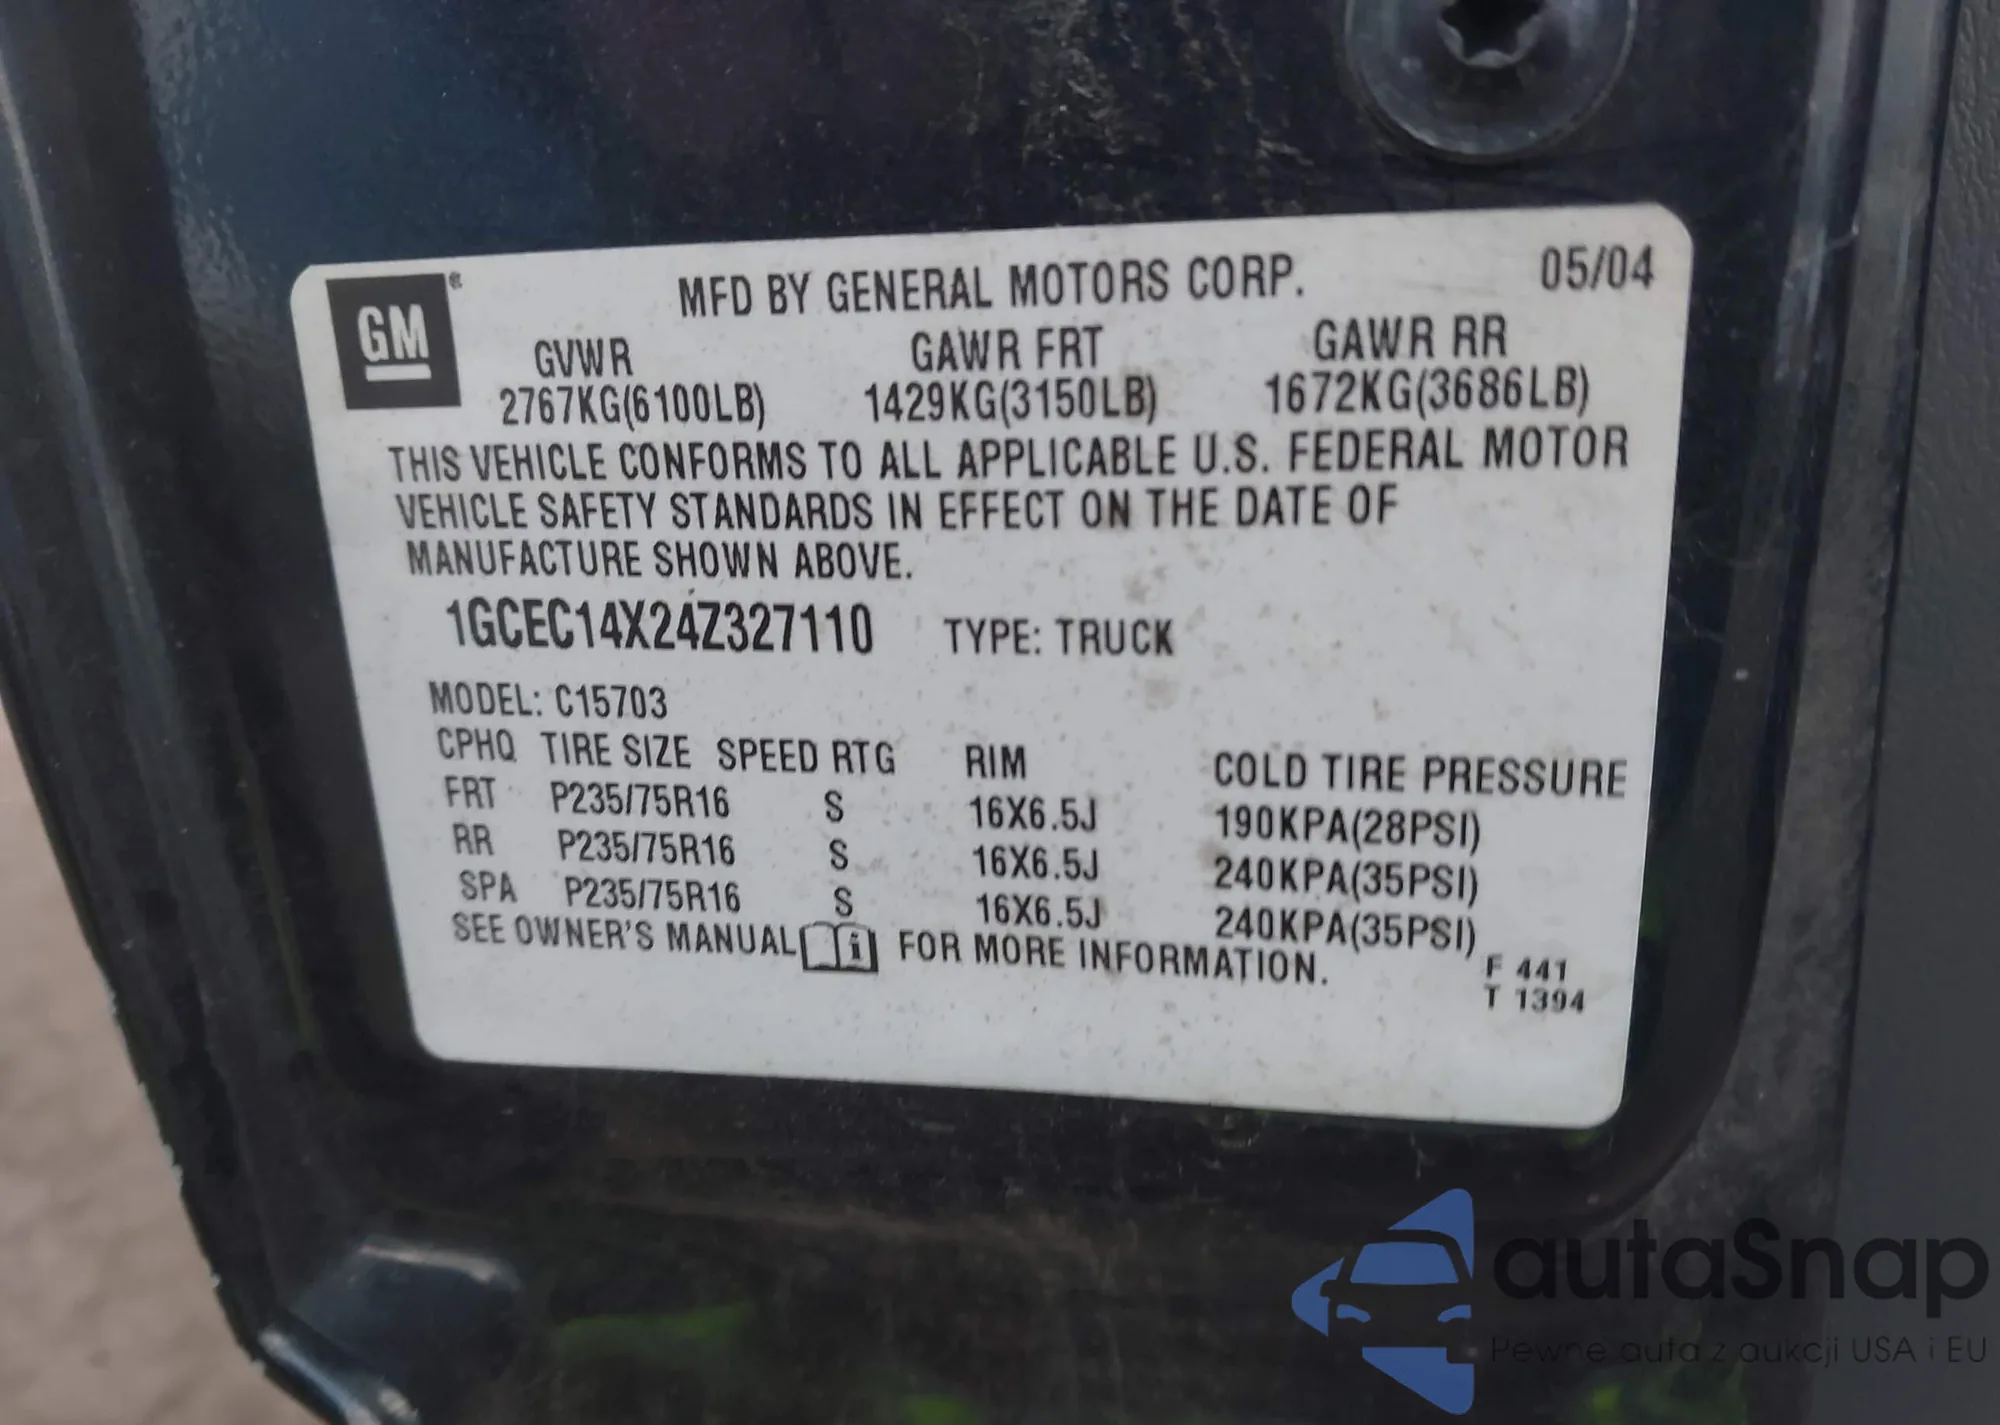 GM®
MFD BY GENERAL MOTORS CORP. 05/04
GVWR GAWR FRT GAWR RR
2767KG(6100LB) 1429KG(3150LB) 1672KG(3686LB)
THIS VEHICLE CONFORMS TO ALL APPLICABLE U.S. FEDERAL MOTOR
VEHICLE SAFETY STANDARDS IN EFFECT ON THE DATE OF
MANUFACTURE SHOWN ABOVE.
1GCEC14X24Z327110 TYPE: TRUCK
MODEL: C15703
CPHQ TIRE SIZE SPEED RTG RIM COLD TIRE PRESSURE
FRT P235/75R16 S 16X6.5J 190KPA(28PSI)
RR P235/75R16 S 16X6.5J 240KPA(35PSI)
SPA P235/75R16 S 16X6.5J 240KPA(35PSI)
SEE OWNER'S MANUAL i FOR MORE INFORMATION.
F 441
T 1394
autaSnap
Pewne auta z aukcji USA i EU